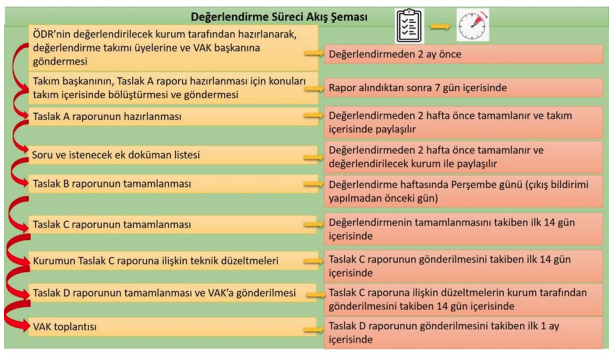 Değerlendirme Süreci Akış Şeması
ÖDR'nin değerlendirilecek kurum tarafından hazırlanarak,
değerlendirme takımı üyelerine ve VAK başkanına
göndermesi
Değerlendirmeden 2 ay önce
Takım başkanının, Taslak A raporu hazırlanması için konuları
takım içerisinde bölüştürmesi ve göndermesi
Rapor alındıktan sonra 7 gün içerisinde
Taslak A raporunun hazırlanması
Değerlendirmeden 2 hafta önce tamamlanır ve takım
içerisinde paylaşılır
Soru ve istenecek ek doküman listesi
Değerlendirmeden 2 hafta önce tamamlanır ve
değerlendirilecek kurum ile paylaşılır
Taslak B raporunun tamamlanması
Değerlendirme haftasında Perşembe günü (çıkış bildirimi
yapılmadan önceki gün)
Taslak C raporunun tamamlanması
Değerlendirmenin tamamlanmasını takiben ilk 14 gün
içerisinde
Kurumun Taslak C raporuna ilişkin teknik düzeltmeleri
Taslak C raporunun gönderilmesini takiben ilk 14 gün
içerisinde
Taslak D raporunun tamamlanması ve VAK'a gönderilmesi
Taslak C raporuna ilişkin düzeltmelerin kurum tarafından
gönderilmesini takiben 14 gün içerisinde
VAK toplantısı
Taslak D raporunun gönderilmesini takiben ilk 1 ay
içerisinde